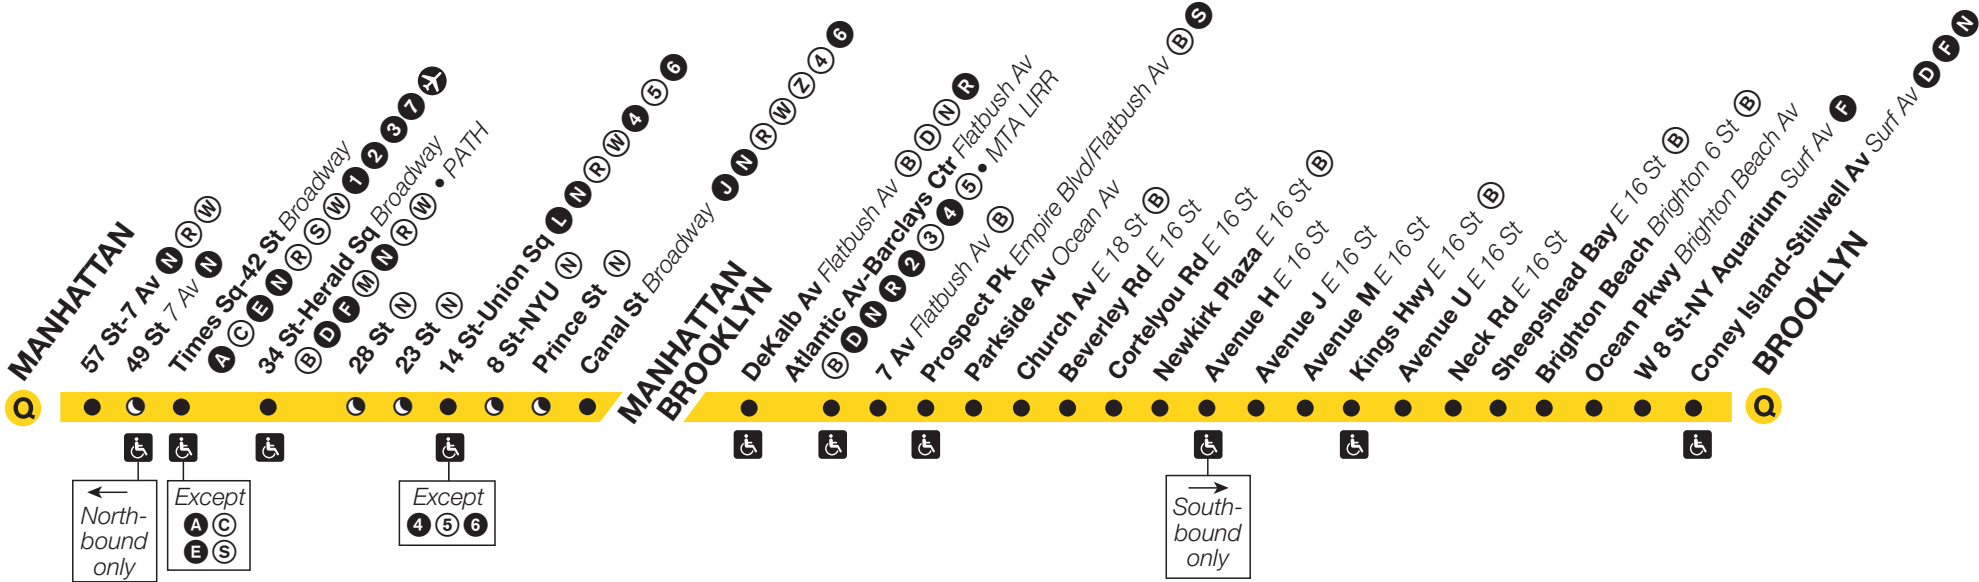 MANHATTAN
57 St-7 Av N R W
49 St 7 Av N
Times Sq-42 St Broadway
A C E N R S W 1 2 3 7
34 St-Herald Sq Broadway
B D F M N R W • PATH
28 St N
23 St N
14 St-Union Sq L N R W 4 5 6
8 St-NYU N
Prince St N
Canal St Broadway J N R W Z 4 6
MANHATTAN
BROOKLYN
DeKalb Av Flatbush Av B D N R
Atlantic Av-Barclays Ctr Flatbush Av
B D N R 2 3 4 5 • MTA LIRR
7 Av Flatbush Av B
Prospect Pk Empire Blvd/Flatbush Av B S
Parkside Av Ocean Av
Church Av E 18 St B
Beverley Rd E 16 St
Cortelyou Rd E 16 St
Newkirk Plaza E 16 St B
Avenue H E 16 St
Avenue J E 16 St
Avenue M E 16 St
Kings Hwy E 16 St B
Avenue U E 16 St
Neck Rd E 16 St
Sheepshead Bay E 16 St B
Brighton Beach Brighton 6 St B
Ocean Pkwy Brighton Beach Av
W 8 St-NY Aquarium Surf Av F
Coney Island-Stillwell Av Surf Av D F N
BROOKLYN
Q
Q
North-
bound
only
Except
A C
E S
Except
4 5 6
South-
bound
only